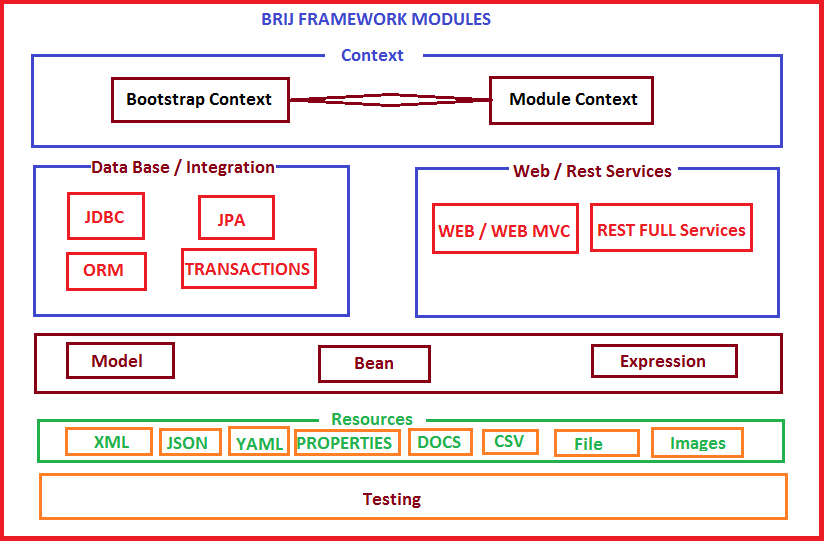 BRIJ FRAMEWORK MODULES
Context
Bootstrap Context
Module Context
Data Base / Integration
Web / Rest Services
JDBC
JPA
WEB / WEB MVC
REST FULL Services
ORM
TRANSACTIONS
Model
Bean
Expression
Resources
XML
JSON
YAML
PROPERTIES
DOCS
CSV
File
Images
Testing